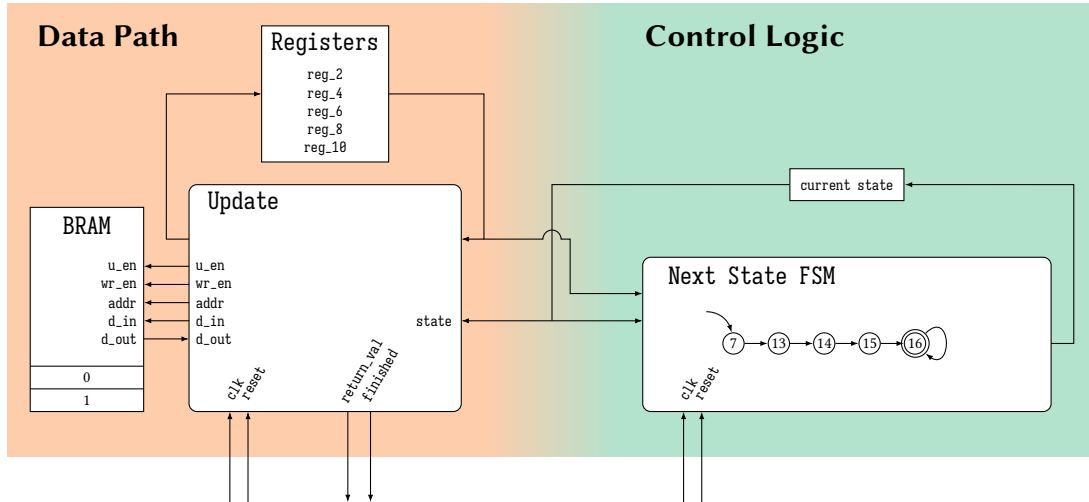 Data Path
Control Logic
Registers
reg_2
reg_4
reg_6
reg_8
reg_10
current state
Update
BRAM
u_en
wr_en
addr
d_in
d_out
0
1
u_en
wr_en
addr
d_in
d_out
state
clk
reset
return_val
finished
Next State FSM
7
13
14
15
16
clk
reset